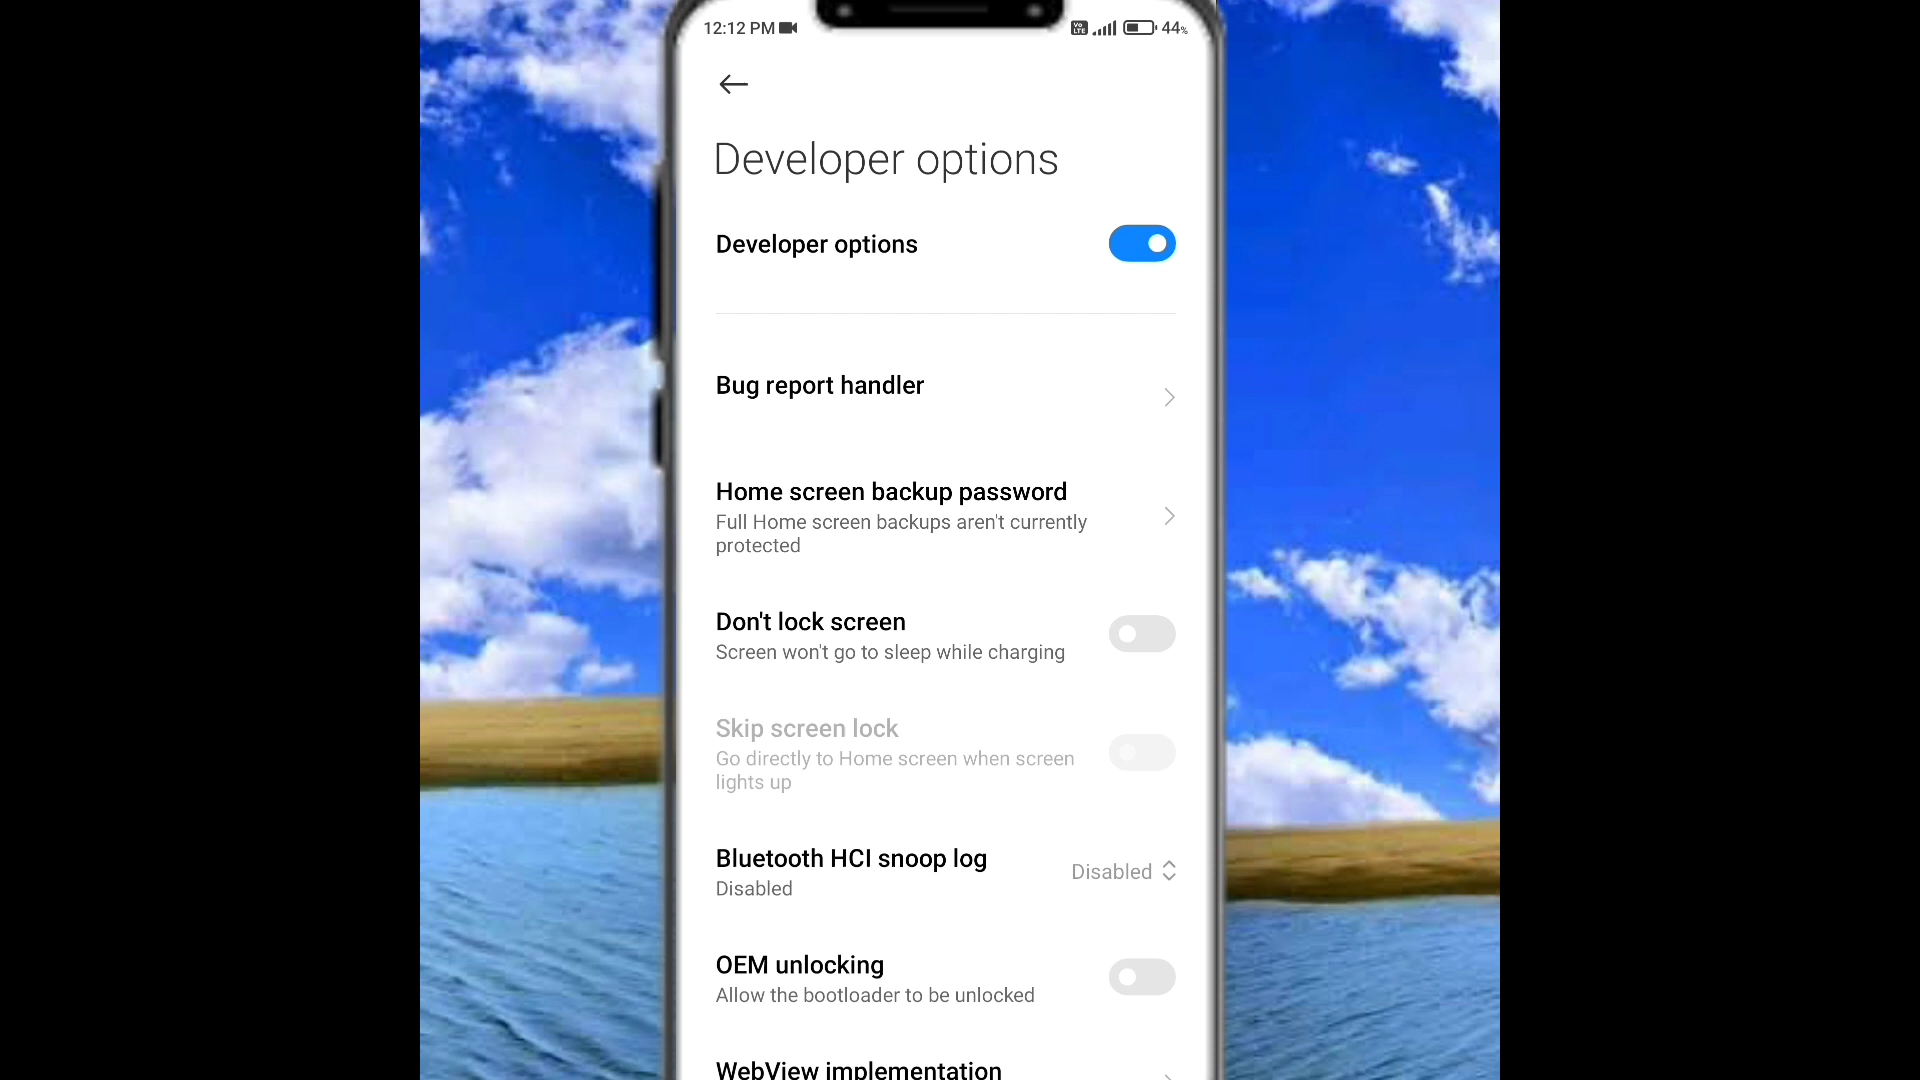 12:12 PM
Vo LTE 44%
Developer options
Developer options
Bug report handler
Home screen backup password
Full Home screen backups aren't currently
protected
Don't lock screen
Screen won't go to sleep while charging
Skip screen lock
Go directly to Home screen when screen
lights up
Bluetooth HCI snoop log
Disabled
Disabled
OEM unlocking
Allow the bootloader to be unlocked
WebView implementation